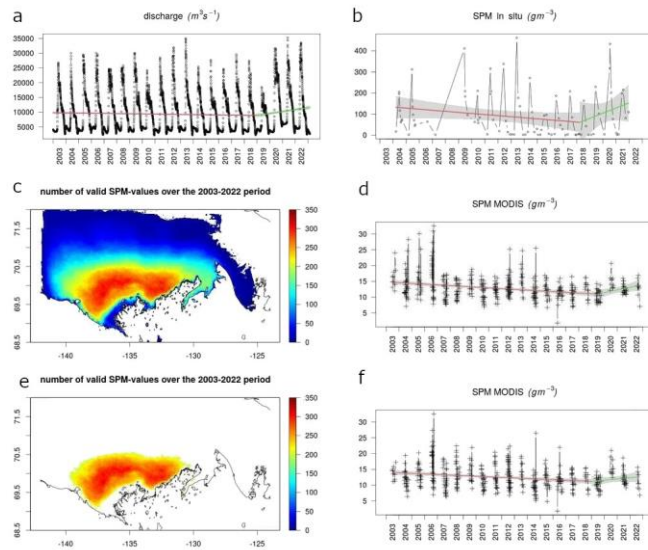 a
discharge (m³s⁻¹)
35000
30000
25000
20000
15000
10000
5000
2003 2004 2005 2006 2007 2008 2009 2010 2011 2012 2013 2014 2015 2016 2017 2018 2019 2020 2021 2022
b
SPM In situ (gm⁻³)
400
300
200
100
0
2003 2004 2005 2006 2007 2008 2009 2010 2011 2012 2013 2014 2015 2016 2017 2018 2019 2020 2021 2022
c
number of valid SPM-values over the 2003-2022 period
71.5
70.5
69.5
68.5
-140 -135 -130 -125
350
300
250
200
150
100
50
0
d
SPM MODIS (gm⁻³)
30
25
20
15
10
5
2003 2004 2005 2006 2007 2008 2009 2010 2011 2012 2013 2014 2015 2016 2017 2018 2019 2020 2021 2022
e
number of valid SPM-values over the 2003-2022 period
71.5
70.5
69.5
68.5
-140 -135 -130 -125
350
300
250
200
150
100
50
0
f
SPM MODIS (gm⁻³)
30
25
20
15
10
5
2003 2004 2005 2006 2007 2008 2009 2010 2011 2012 2013 2014 2015 2016 2017 2018 2019 2020 2021 2022